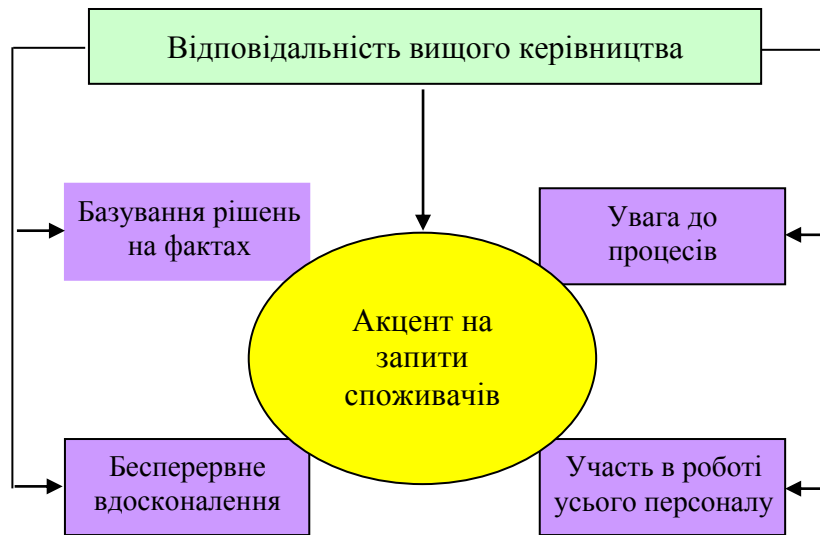 Відповідальність вищого керівництва
Базування рішень
на фактах
Увага до
процесів
Акцент на
запити
споживачів
Бесперервне
вдосконалення
Участь в роботі
усього персоналу